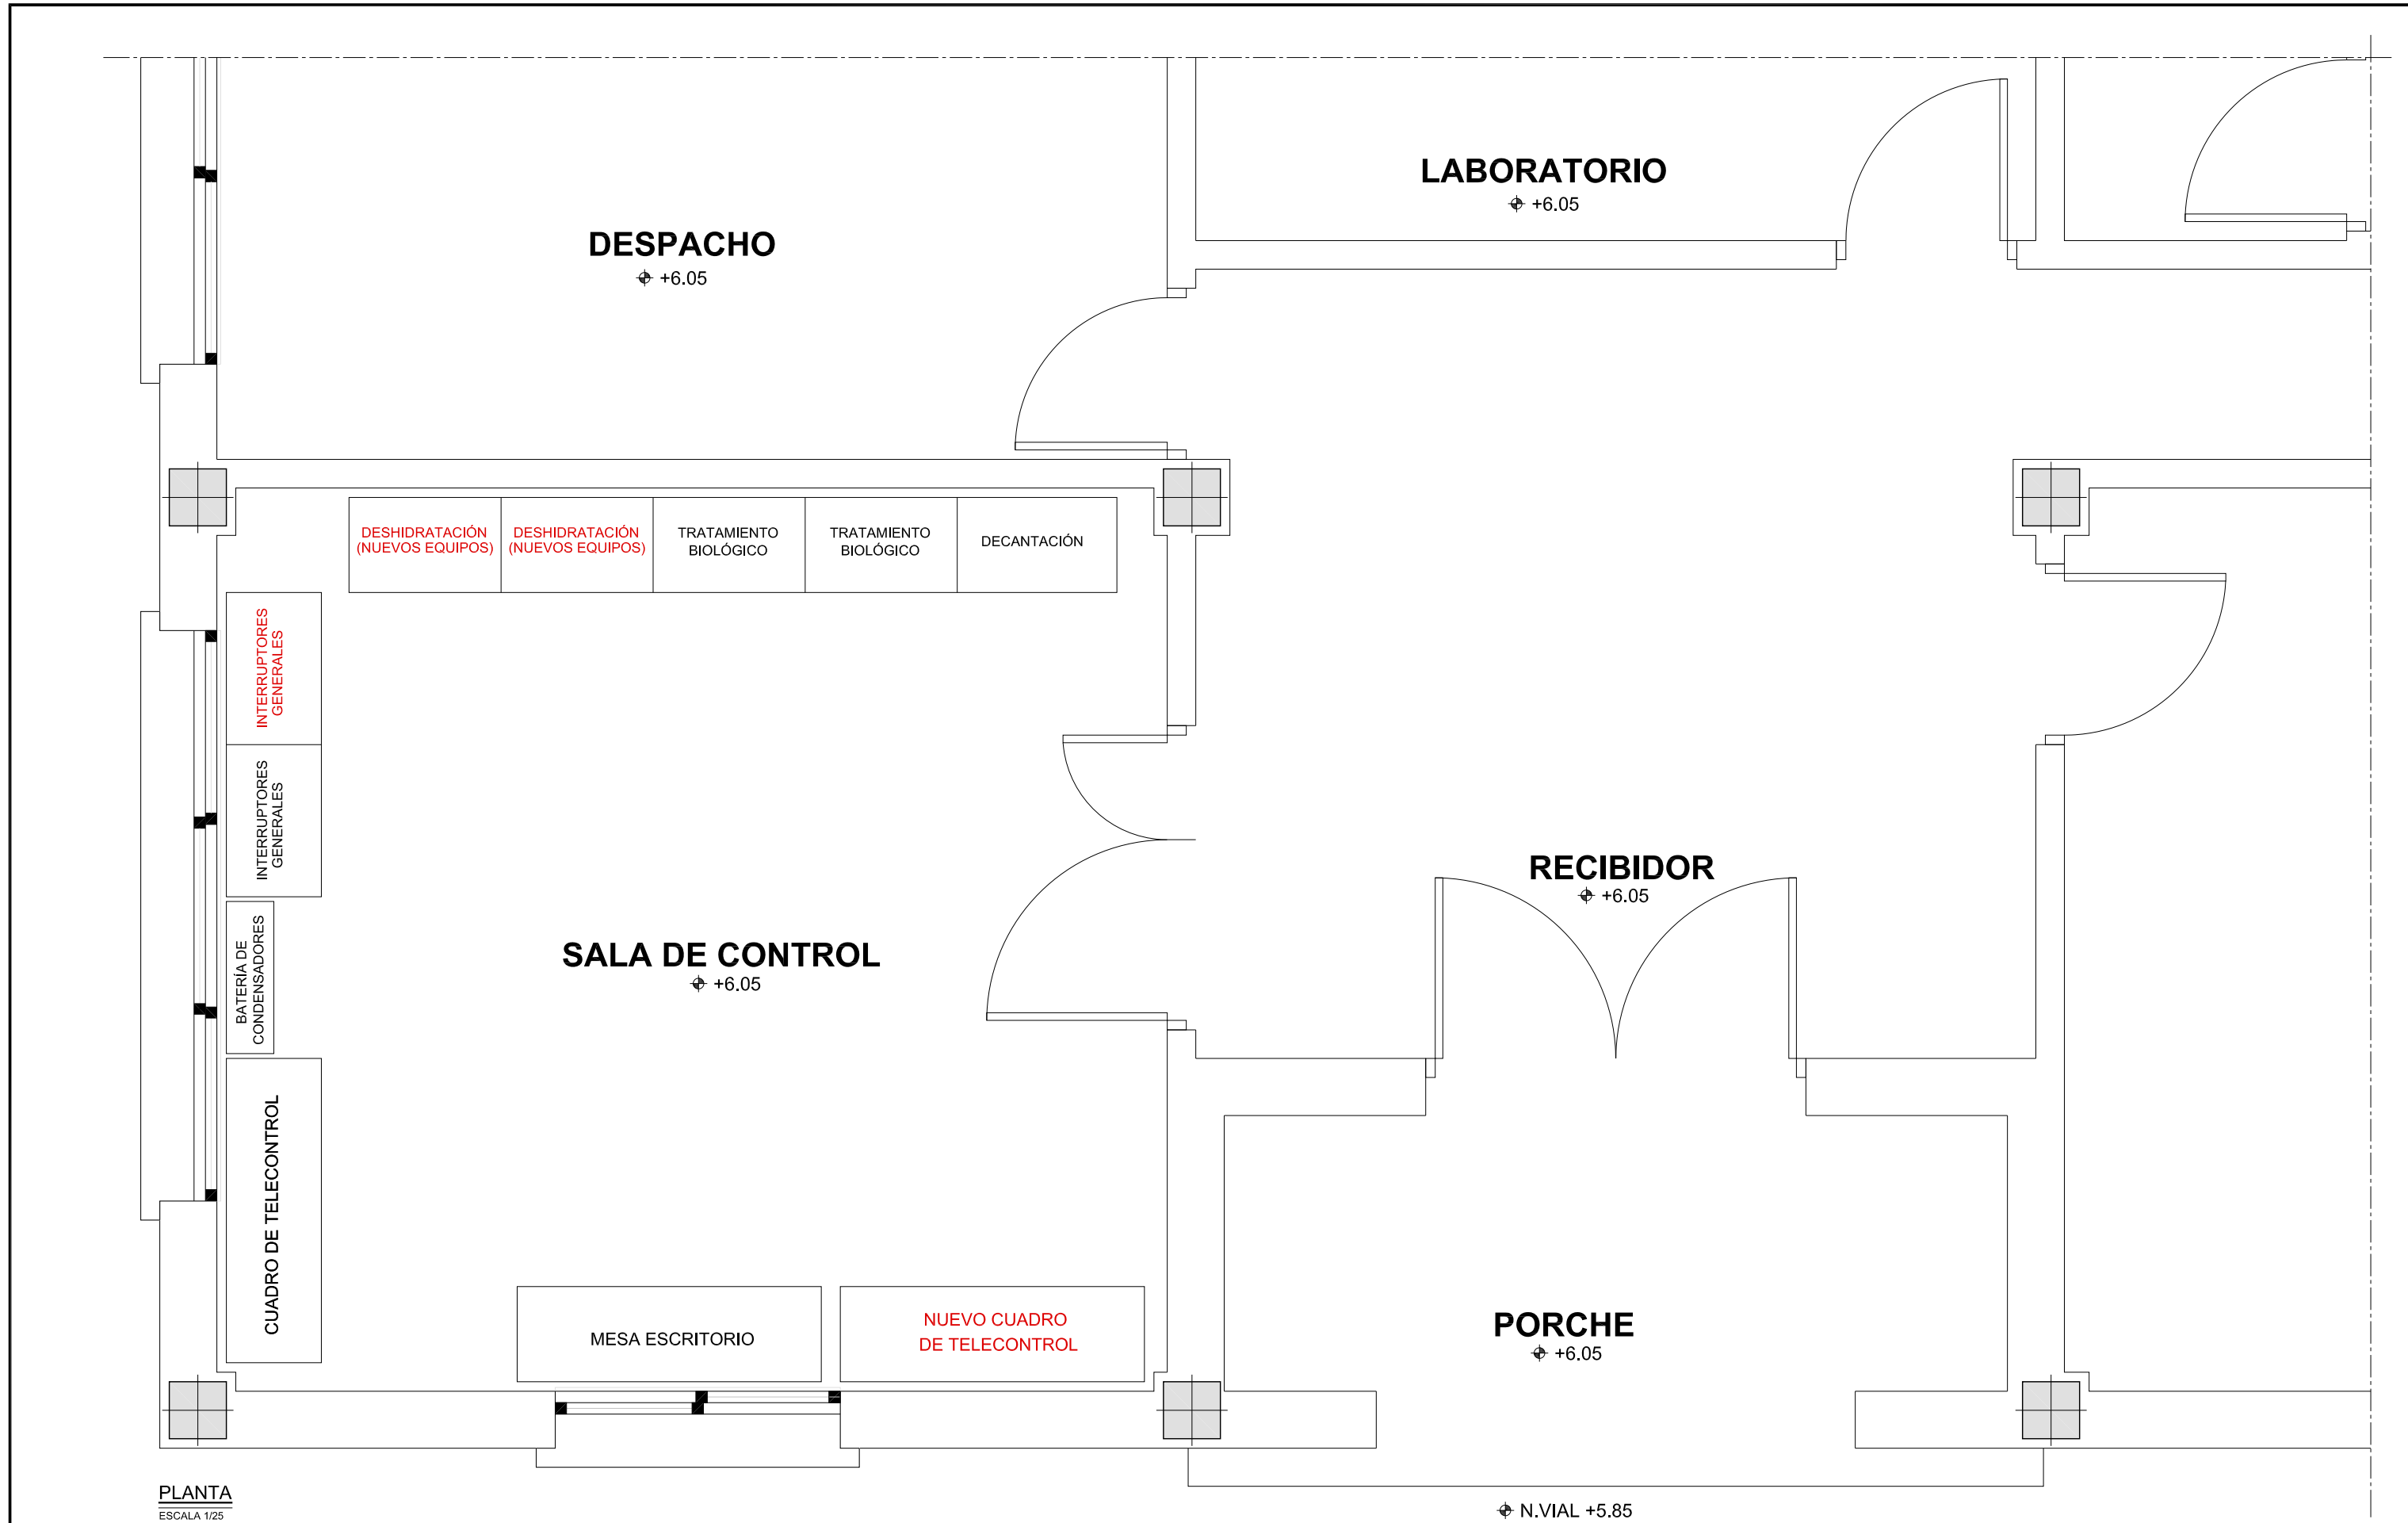 LABORATORIO
+6.05
DESPACHO
+6.05
DESHIDRATACIÓN
(NUEVOS EQUIPOS)
DESHIDRATACIÓN
(NUEVOS EQUIPOS)
TRATAMIENTO
BIOLÓGICO
TRATAMIENTO
BIOLÓGICO
DECANTACIÓN
INTERRUPTORES
GENERALES
INTERRUPTORES
GENERALES
BATERÍA DE
CONDENSADORES
CUADRO DE TELECONTROL
SALA DE CONTROL
+6.05
RECIBIDOR
+6.05
MESA ESCRITORIO
NUEVO CUADRO
DE TELECONTROL
PORCHE
+6.05
PLANTA
ESCALA 1/25
N.VIAL +5.85